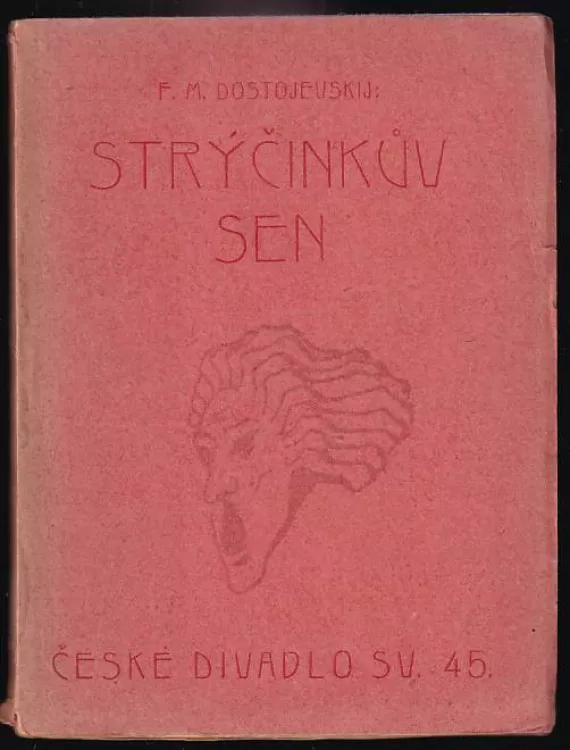 F. M. DOSTOJEVSKIJ:
STRÝČINKŮV
SEN
ČESKÉ DIVADLO SV. 45.